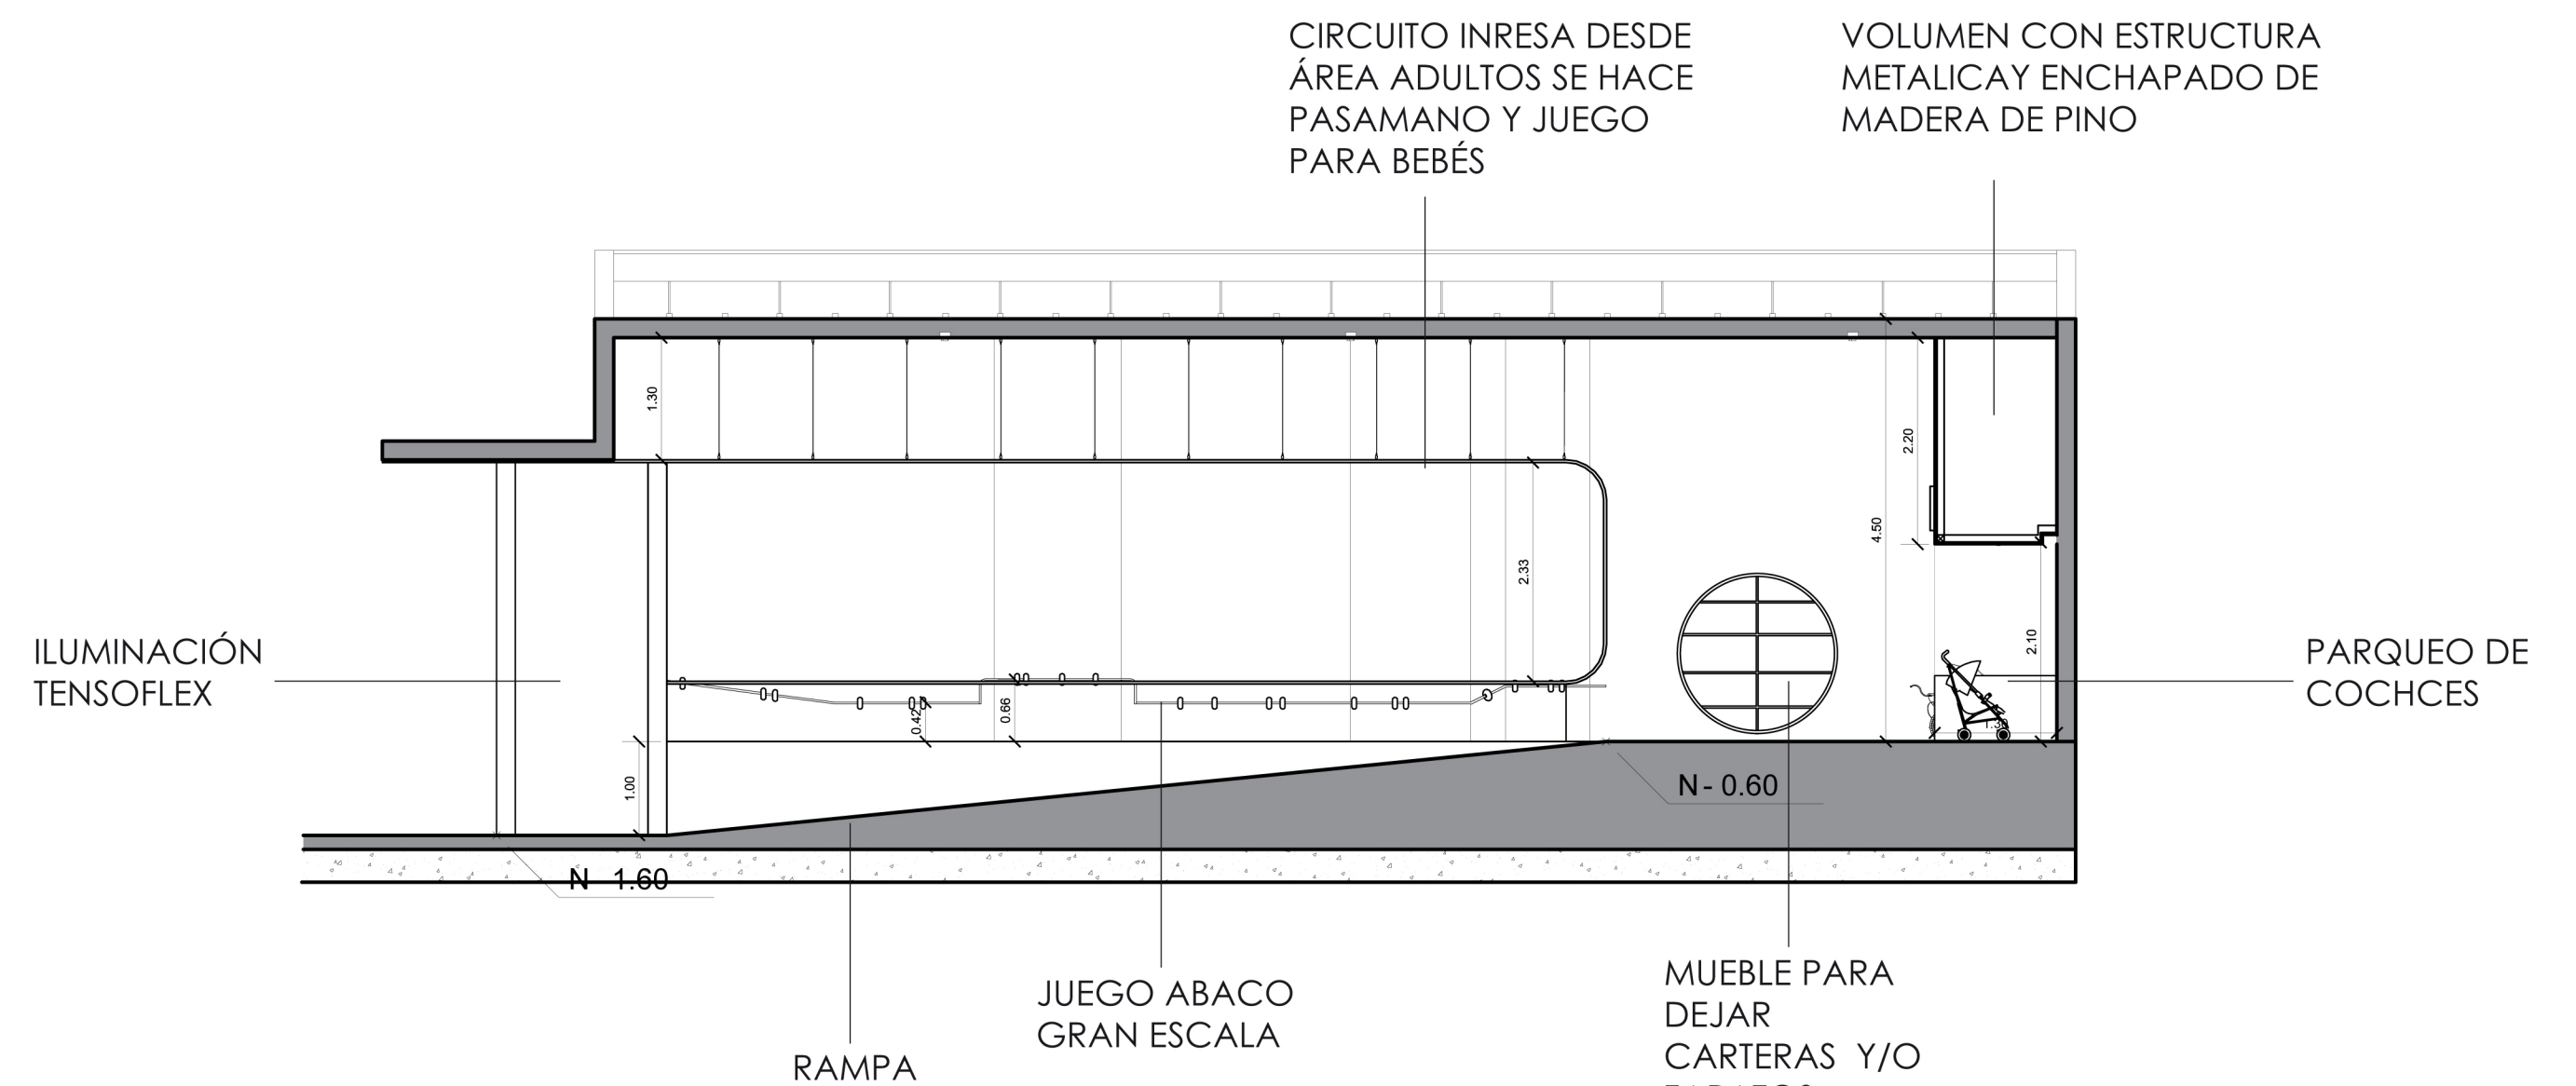 CIRCUITO INRESA DESDE
ÁREA ADULTOS SE HACE
PASAMANO Y JUEGO
PARA BEBÉS
VOLUMEN CON ESTRUCTURA
METALICAY ENCHAPADO DE
MADERA DE PINO
1.30
2.20
4.50
2.33
2.10
ILUMINACIÓN
TENSOFLEX
PARQUEO DE
COCHCES
0.42
0.66
1.00
N- 0.60
N 1.60
JUEGO ABACO
GRAN ESCALA
MUEBLE PARA
DEJAR
CARTERAS Y/O
RAMPA